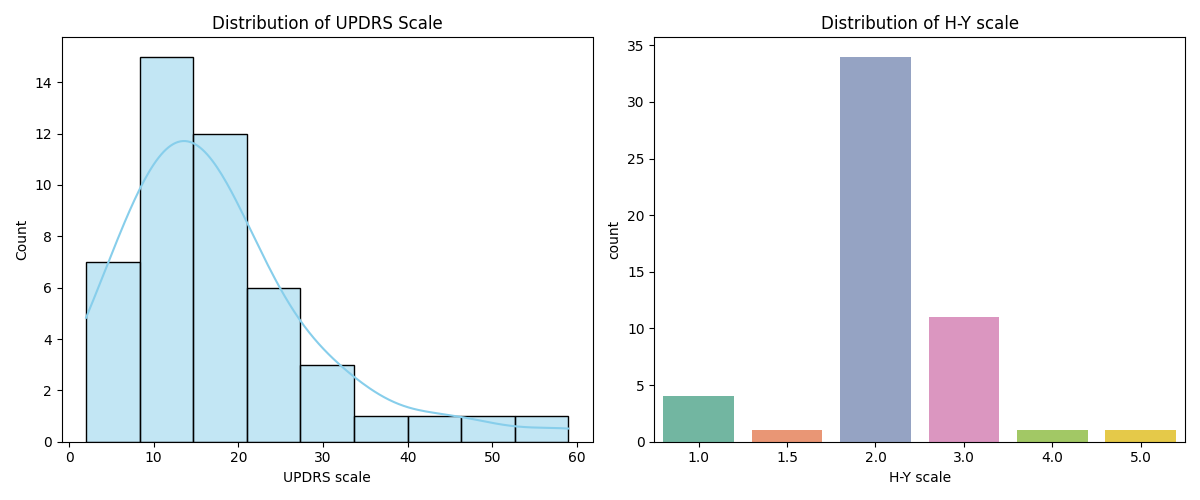 Distribution of UPDRS Scale
14
12
10
8
6
4
2
0
Count
0 10 20 30 40 50 60
UPDRS scale
Distribution of H-Y scale
35
30
25
20
15
10
5
0
count
1.0 1.5 2.0 3.0 4.0 5.0
H-Y scale